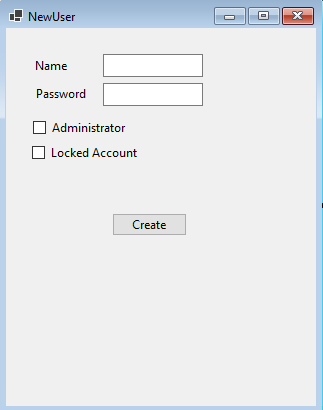 NewUser
Name
Password
Administrator
Locked Account
Create